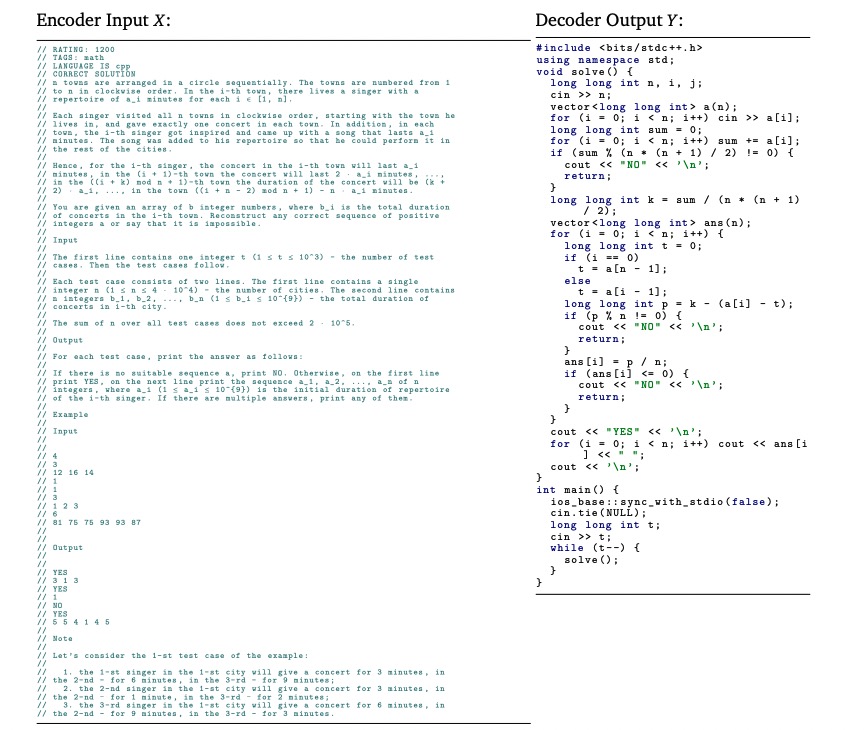 Encoder Input X:
// RATING: 1200
// TAGS: math
// LANGUAGE IS cpp
// CORRECT SOLUTION
// n towns are arranged in a circle sequentially. The towns are numbered from 1
// to n in clockwise order. In the i-th town, there lives a singer with a
// repertoire of a_i minutes for each i ∈ [1, n].
//
// Each singer visited all n towns in clockwise order, starting with the town he
// lives in, and gave exactly one concert in each town. In addition, in each
// town, the i-th singer got inspired and came up with a song that lasts a_i
// minutes. The song was added to his repertoire so that he could perform it in
// the rest of the cities.
//
// Hence, for the i-th singer, the concert in the i-th town will last a_i
// minutes, in the (i + 1)-th town the concert will last 2 · a_i minutes, ...,
// in the ((i + k) mod n + 1)-th town the duration of the concert will be (k +
// 2) · a_i, ..., in the town ((i + n - 2) mod n + 1) - n · a_i minutes.
//
// You are given an array of b integer numbers, where b_i is the total duration
// of concerts in the i-th town. Reconstruct any correct sequence of positive
// integers a or say that it is impossible.
//
// Input
//
// The first line contains one integer t (1 ≤ t ≤ 10^3) - the number of test
// cases. Then the test cases follow.
//
// Each test case consists of two lines. The first line contains a single
// integer n (1 ≤ n ≤ 4 · 10^4) - the number of cities. The second line contains
// n integers b_1, b_2, ..., b_n (1 ≤ b_i ≤ 10^{9}) - the total duration of
// concerts in i-th city.
//
// The sum of n over all test cases does not exceed 2 · 10^5.
//
// Output
//
// For each test case, print the answer as follows:
//
// If there is no suitable sequence a, print NO. Otherwise, on the first line
// print YES, on the next line print the sequence a_1, a_2, ..., a_n of n
// integers, where a_i (1 ≤ a_i ≤ 10^{9}) is the initial duration of repertoire
// of the i-th singer. If there are multiple answers, print any of them.
//
// Example
//
// Input
//
//
// 4
// 3
// 12 16 14
// 1
// 1
// 3
// 1 2 3
// 6
// 81 75 75 93 93 87
//
//
// Output
//
//
// YES
// 3 1 3
// YES
// 1
// NO
// YES
// 5 5 4 1 4 5
//
// Note
//
// Let's consider the 1-st test case of the example:
//
// 1. the 1-st singer in the 1-st city will give a concert for 3 minutes, in
// the 2-nd - for 6 minutes, in the 3-rd - for 9 minutes;
// 2. the 2-nd singer in the 1-st city will give a concert for 3 minutes, in
// the 2-nd - for 1 minute, in the 3-rd - for 2 minutes;
// 3. the 3-rd singer in the 1-st city will give a concert for 6 minutes, in
// the 2-nd - for 9 minutes, in the 3-rd - for 3 minutes.
Decoder Output Y:
#include <bits/stdc++.h>
using namespace std;
void solve() {
long long int n, i, j;
cin >> n;
vector<long long int> a(n);
for (i = 0; i < n; i++) cin >> a[i];
long long int sum = 0;
for (i = 0; i < n; i++) sum += a[i];
if (sum % (n * (n + 1) / 2) != 0) {
cout << "NO" << '\n';
return;
}
long long int k = sum / (n * (n + 1)
/ 2);
vector<long long int> ans(n);
for (i = 0; i < n; i++) {
long long int t = 0;
if (i == 0)
t = a[n - 1];
else
t = a[i - 1];
long long int p = k - (a[i] - t);
if (p % n != 0) {
cout << "NO" << '\n';
return;
}
ans[i] = p / n;
if (ans[i] <= 0) {
cout << "NO" << '\n';
return;
}
}
cout << "YES" << '\n';
for (i = 0; i < n; i++) cout << ans[i
] << " ";
cout << '\n';
}
int main() {
ios_base::sync_with_stdio(false);
cin.tie(NULL);
long long int t;
cin >> t;
while (t--) {
solve();
}
}